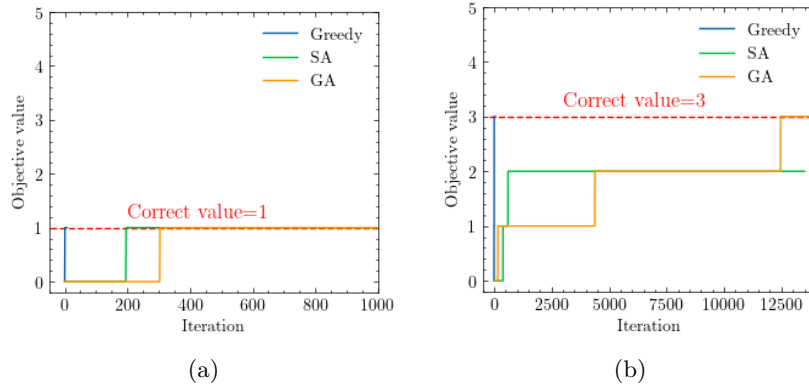 5
4
3
2
1
0
Objective value
Greedy
SA
GA
Correct value=1
0 200 400 600 800 1000
Iteration
(a)
5
4
3
2
1
0
Objective value
Greedy
SA
GA
Correct value=3
0 2500 5000 7500 10000 12500
Iteration
(b)